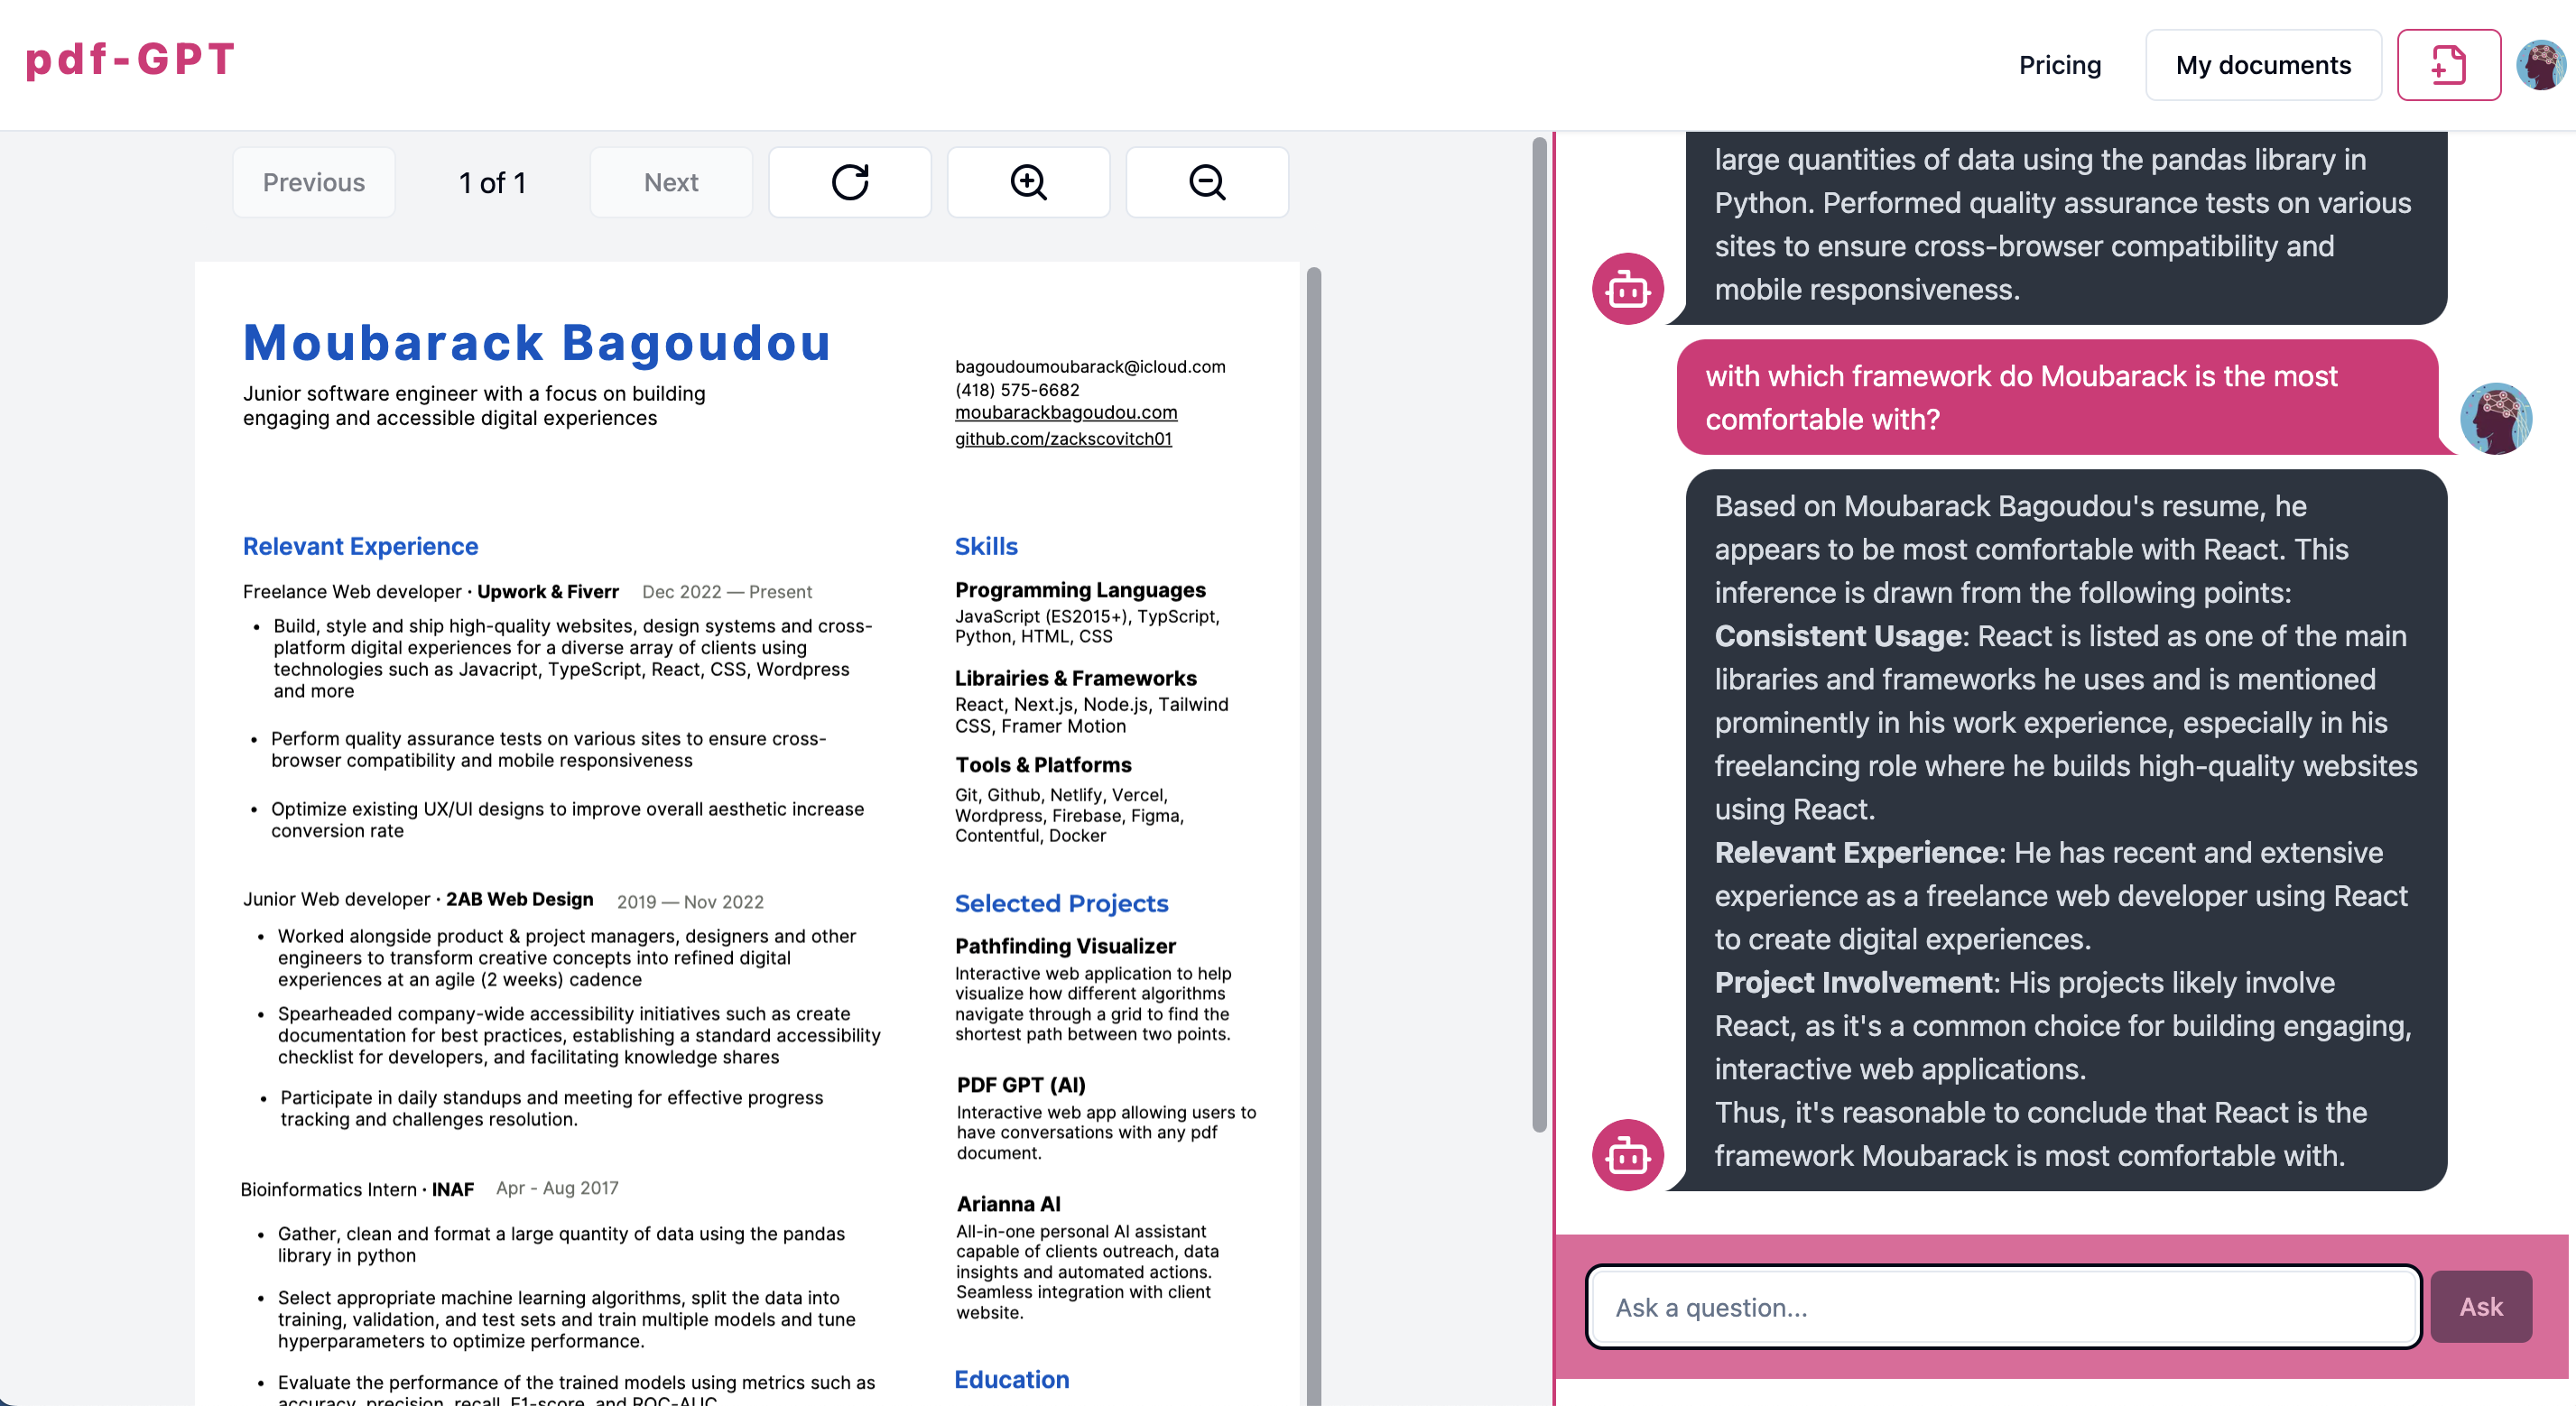 pdf-GPT
Pricing
My documents
Previous
1 of 1
Next
Moubarack Bagoudou
Junior software engineer with a focus on building
engaging and accessible digital experiences
bagoudoumoubarack@icloud.com
(418) 575-6682
moubarackbagoudou.com
github.com/zackscovitch01
Relevant Experience
Freelance Web developer · Upwork & Fiverr Dec 2022 — Present
• Build, style and ship high-quality websites, design systems and cross-
platform digital experiences for a diverse array of clients using
technologies such as Javacript, TypeScript, React, CSS, Wordpress
and more
• Perform quality assurance tests on various sites to ensure cross-
browser compatibility and mobile responsiveness
• Optimize existing UX/UI designs to improve overall aesthetic increase
conversion rate
Junior Web developer · 2AB Web Design 2019 — Nov 2022
• Worked alongside product & project managers, designers and other
engineers to transform creative concepts into refined digital
experiences at an agile (2 weeks) cadence
• Spearheaded company-wide accessibility initiatives such as create
documentation for best practices, establishing a standard accessibility
checklist for developers, and facilitating knowledge shares
• Participate in daily standups and meeting for effective progress
tracking and challenges resolution.
Bioinformatics Intern · INAF Apr - Aug 2017
• Gather, clean and format a large quantity of data using the pandas
library in python
• Select appropriate machine learning algorithms, split the data into
training, validation, and test sets and train multiple models and tune
hyperparameters to optimize performance.
• Evaluate the performance of the trained models using metrics such as
accuracy, precision, recall, F1-score, and ROC-AUC
Skills
Programming Languages
JavaScript (ES2015+), TypScript,
Python, HTML, CSS
Librairies & Frameworks
React, Next.js, Node.js, Tailwind
CSS, Framer Motion
Tools & Platforms
Git, Github, Netlify, Vercel,
Wordpress, Firebase, Figma,
Contentful, Docker
Selected Projects
Pathfinding Visualizer
Interactive web application to help
visualize how different algorithms
navigate through a grid to find the
shortest path between two points.
PDF GPT (AI)
Interactive web app allowing users to
have conversations with any pdf
document.
Arianna AI
All-in-one personal AI assistant
capable of clients outreach, data
insights and automated actions.
Seamless integration with client
website.
Education
large quantities of data using the pandas library in
Python. Performed quality assurance tests on various
sites to ensure cross-browser compatibility and
mobile responsiveness.
with which framework do Moubarack is the most
comfortable with?
Based on Moubarack Bagoudou's resume, he
appears to be most comfortable with React. This
inference is drawn from the following points:
Consistent Usage: React is listed as one of the main
libraries and frameworks he uses and is mentioned
prominently in his work experience, especially in his
freelancing role where he builds high-quality websites
using React.
Relevant Experience: He has recent and extensive
experience as a freelance web developer using React
to create digital experiences.
Project Involvement: His projects likely involve
React, as it's a common choice for building engaging,
interactive web applications.
Thus, it's reasonable to conclude that React is the
framework Moubarack is most comfortable with.
Ask a question...
Ask